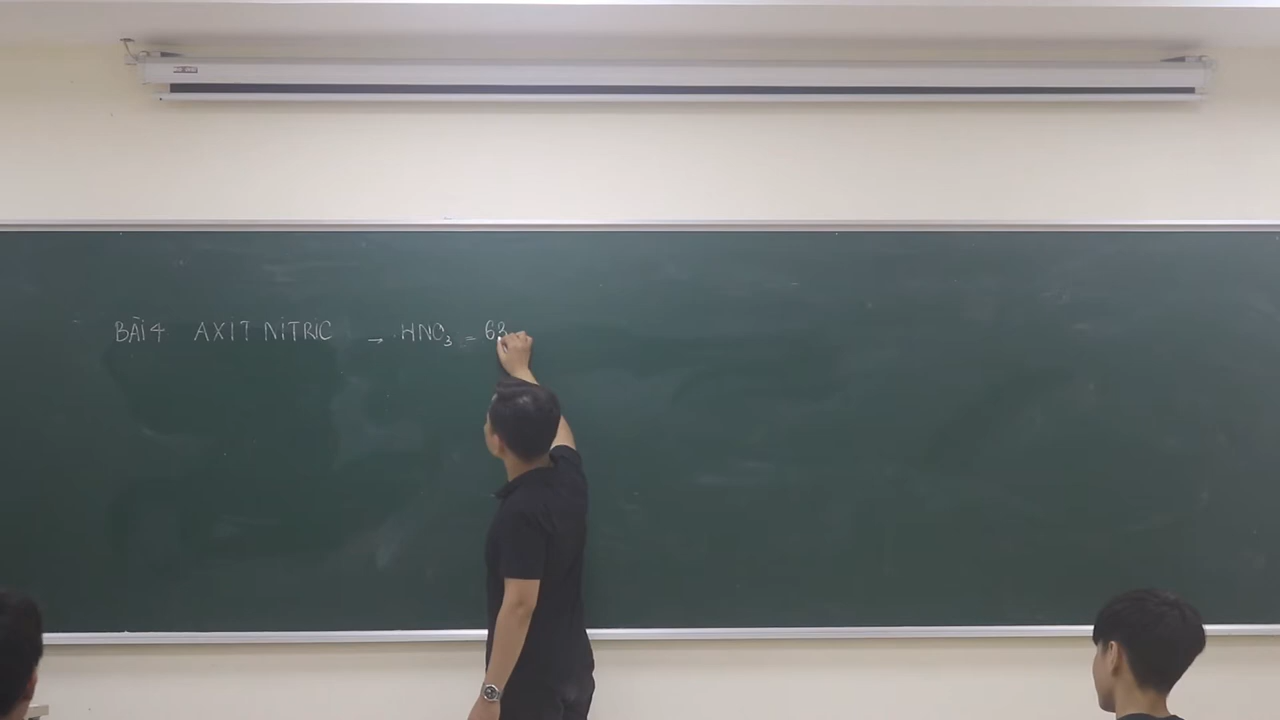 BÀI 4 AXIT NITRIC → HNO₃ = 63